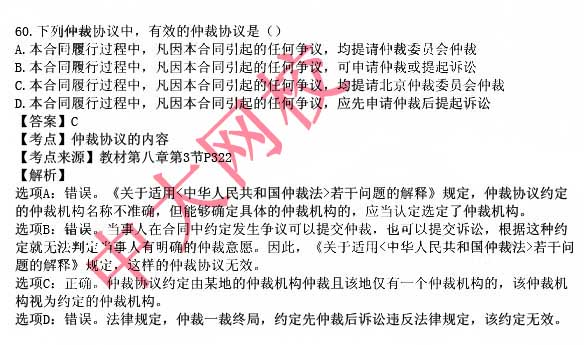 60.下列仲裁协议中，有效的仲裁协议是（）
A.本合同履行过程中，凡因本合同引起的任何争议，均提请仲裁委员会仲裁
B.本合同履行过程中，凡因本合同引起的任何争议，可申请仲裁或提起诉讼
C.本合同履行过程中，凡因本合同引起的任何争议，均提请北京仲裁委员会仲裁
D.本合同履行过程中，凡因本合同引起的任何争议，应先申请仲裁后提起诉讼
【答案】C
【考点】仲裁协议的内容
【考点来源】教材第八章第3节P322
【解析】
选项A：错误。《关于适用<中华人民共和国仲裁法>若干问题的解释》规定，仲裁协议约定
的仲裁机构名称不准确，但能够确定具体的仲裁机构的，应当认定选定了仲裁机构。
选项B：错误。当事人在合同中约定发生争议可以提交仲裁，也可以提交诉讼，根据这种约
定就无法判定当事人有明确的仲裁意愿。因此，《关于适用<中华人民共和国仲裁法>若干问
题的解释》规定，这样的仲裁协议无效。
选项C：正确。仲裁协议约定由某地的仲裁机构仲裁且该地仅有一个仲裁机构的，该仲裁机
构视为约定的仲裁机构。
选项D：错误。法律规定，仲裁一裁终局，约定先仲裁后诉讼违反法律规定，该约定无效。
中大网校